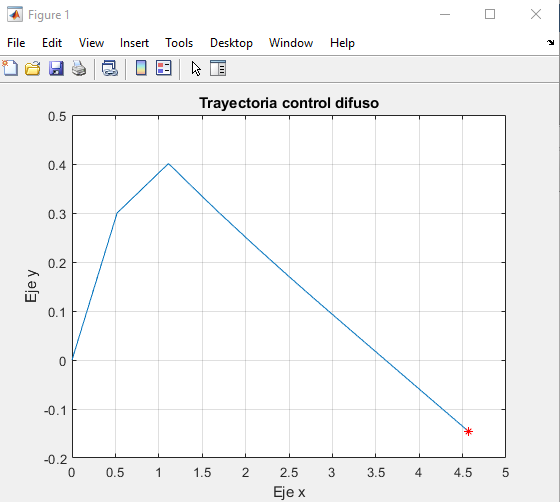 Figure 1
File Edit View Insert Tools Desktop Window Help
Trayectoria control difuso
0.5
0.4
0.3
0.2
0.1
0
-0.1
-0.2
Eje y
0 0.5 1 1.5 2 2.5 3 3.5 4 4.5 5
Eje x